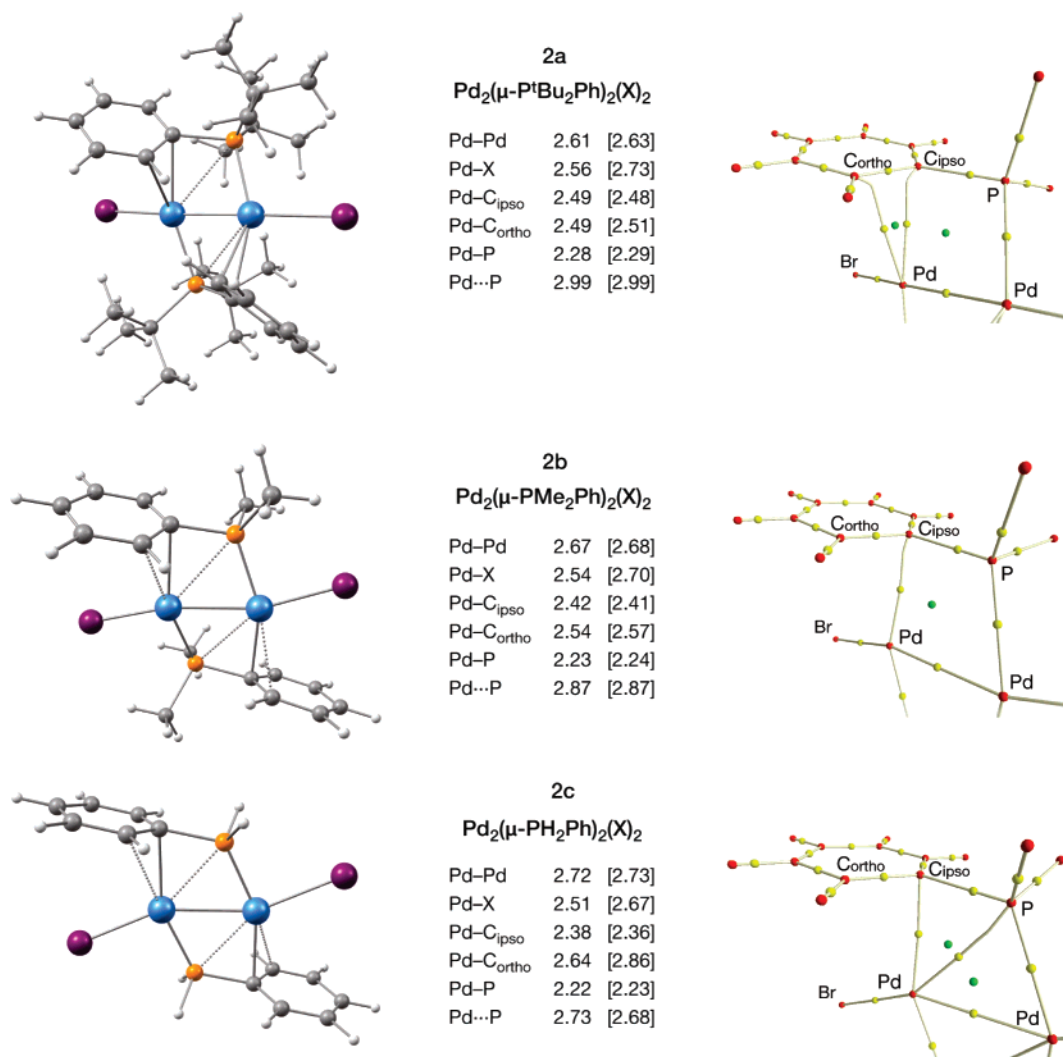 2a
Pd₂(μ-PᵗBu₂Ph)₂(X)₂
Pd–Pd 2.61 [2.63]
Pd–X 2.56 [2.73]
Pd–Cipso 2.49 [2.48]
Pd–Cortho 2.49 [2.51]
Pd–P 2.28 [2.29]
Pd···P 2.99 [2.99]
Cortho Cipso
P
Br Pd Pd
2b
Pd₂(μ-PMe₂Ph)₂(X)₂
Pd–Pd 2.67 [2.68]
Pd–X 2.54 [2.70]
Pd–Cipso 2.42 [2.41]
Pd–Cortho 2.54 [2.57]
Pd–P 2.23 [2.24]
Pd···P 2.87 [2.87]
Cortho Cipso
P
Br Pd
Pd
2c
Pd₂(μ-PH₂Ph)₂(X)₂
Pd–Pd 2.72 [2.73]
Pd–X 2.51 [2.67]
Pd–Cipso 2.38 [2.36]
Pd–Cortho 2.64 [2.86]
Pd–P 2.22 [2.23]
Pd···P 2.73 [2.68]
Cortho Cipso
P
Br Pd
Pd